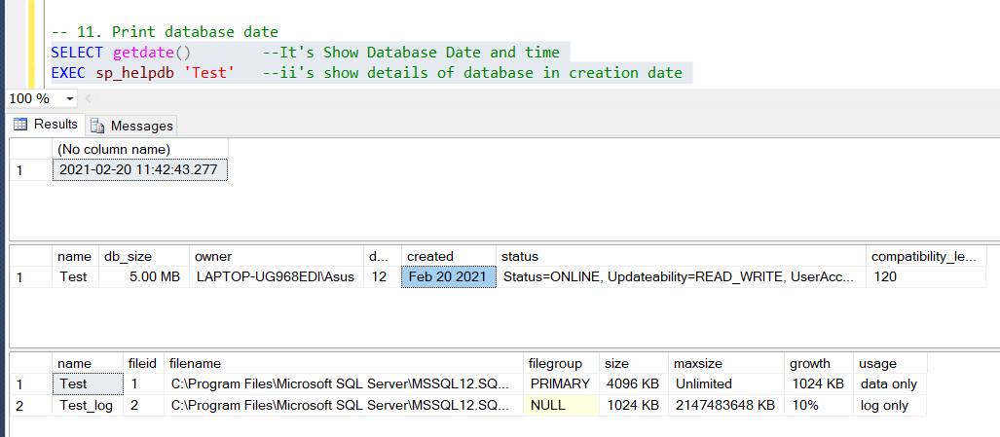 -- 11. Print database date
SELECT getdate() --It's Show Database Date and time
EXEC sp_helpdb 'Test' --ii's show details of database in creation date
100 %
Results Messages
(No column name)
1 2021-02-20 11:42:43.277
name db_size owner d... created status compatibility_le...
1 Test 5.00 MB LAPTOP-UG968EDI\Asus 12 Feb 20 2021 Status=ONLINE, Updateability=READ_WRITE, UserAcc... 120
name fileid filename filegroup size maxsize growth usage
1 Test 1 C:\Program Files\Microsoft SQL Server\MSSQL12.SQ... PRIMARY 4096 KB Unlimited 1024 KB data only
2 Test_log 2 C:\Program Files\Microsoft SQL Server\MSSQL12.SQ... NULL 1024 KB 2147483648 KB 10% log only